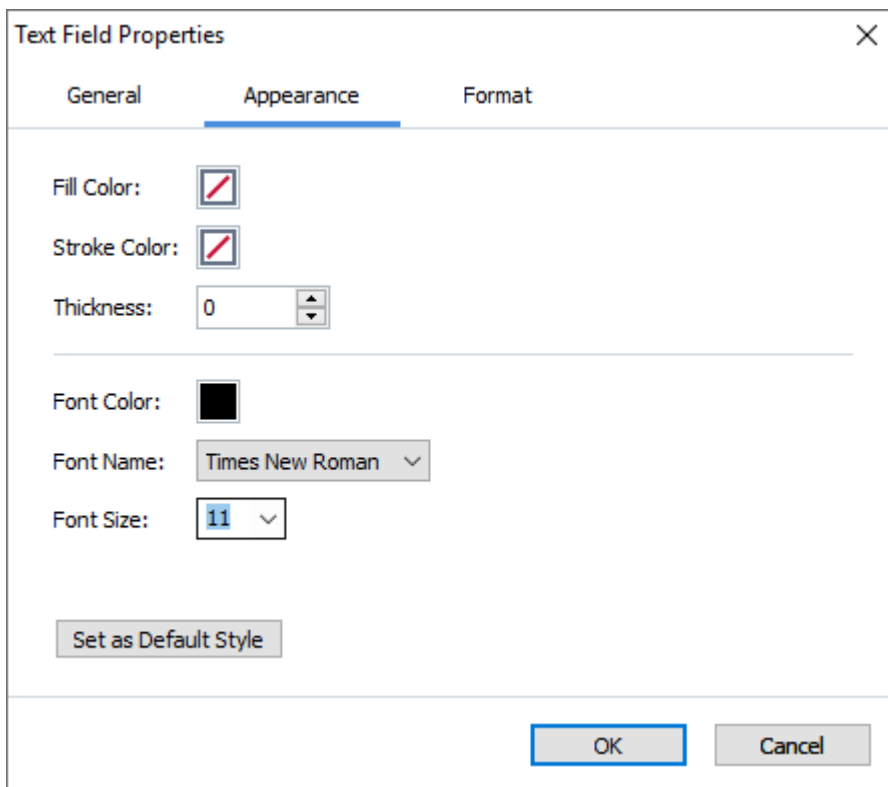 Text Field Properties
General Appearance Format
Fill Color:
Stroke Color:
Thickness: 0
Font Color:
Font Name: Times New Roman
Font Size: 11
Set as Default Style
OK Cancel